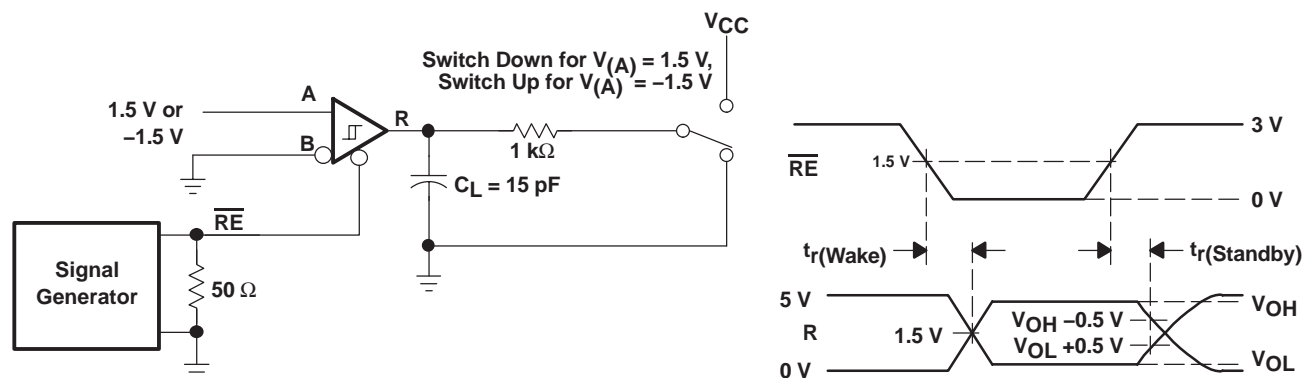 VCC
Switch Down for V(A) = 1.5 V,
Switch Up for V(A) = –1.5 V
A
1.5 V or
–1.5 V
R
B
1 kΩ
CL = 15 pF
RE
Signal
Generator
50 Ω
3 V
1.5 V
RE
0 V
tr(Wake)
tr(Standby)
5 V
VOH
VOH –0.5 V
R
1.5 V
VOL +0.5 V
0 V
VOL